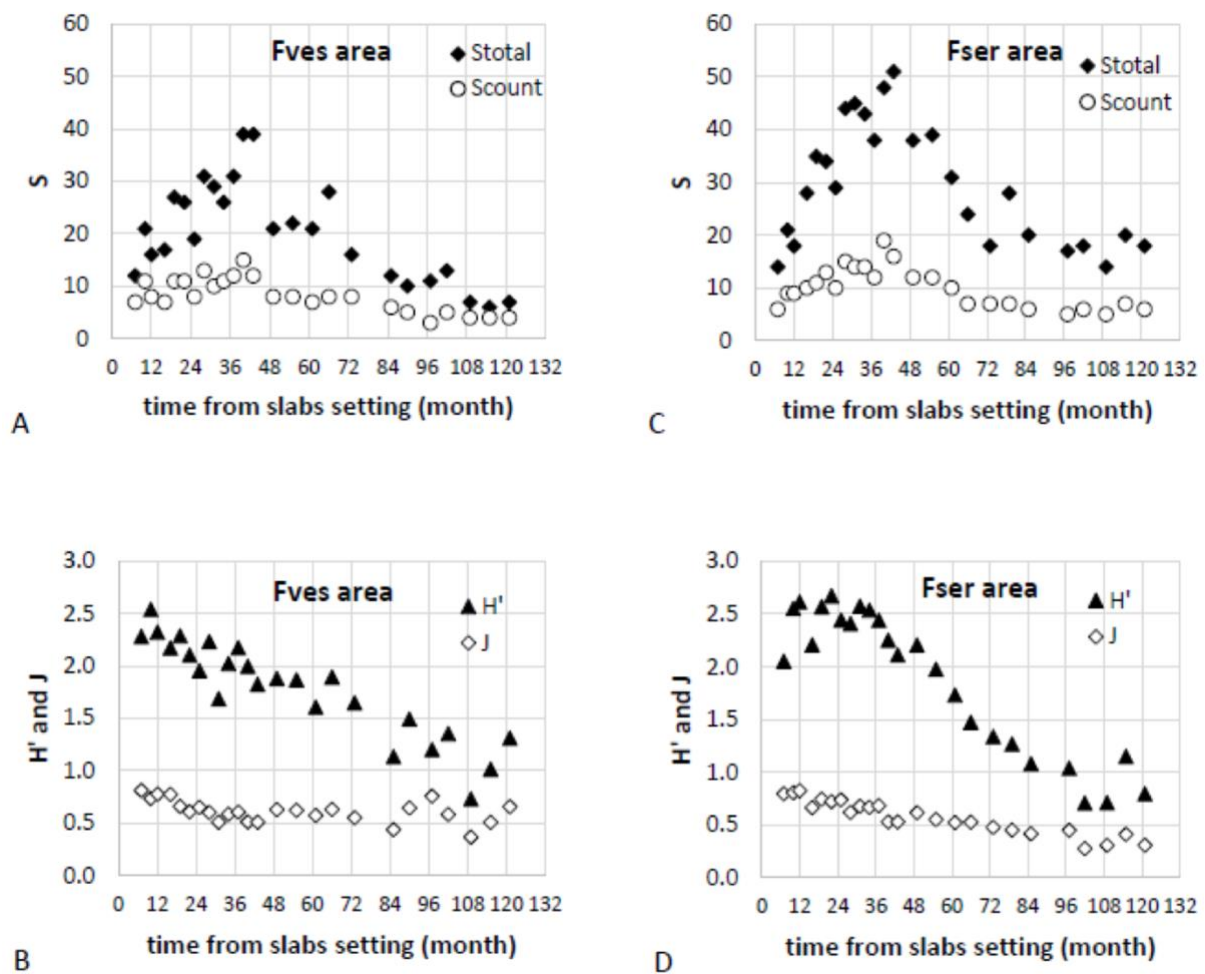 Fves area
Stotal
Scount
60
50
40
30
20
10
0
S
0 12 24 36 48 60 72 84 96 108 120 132
time from slabs setting (month)
A
Fser area
Stotal
Scount
60
50
40
30
20
10
0
S
0 12 24 36 48 60 72 84 96 108 120 132
time from slabs setting (month)
C
Fves area
H'
J
3.0
2.5
2.0
1.5
1.0
0.5
0.0
H' and J
0 12 24 36 48 60 72 84 96 108 120 132
time from slabs setting (month)
B
Fser area
H'
J
3.0
2.5
2.0
1.5
1.0
0.5
0.0
H' and J
0 12 24 36 48 60 72 84 96 108 120 132
time from slabs setting (month)
D